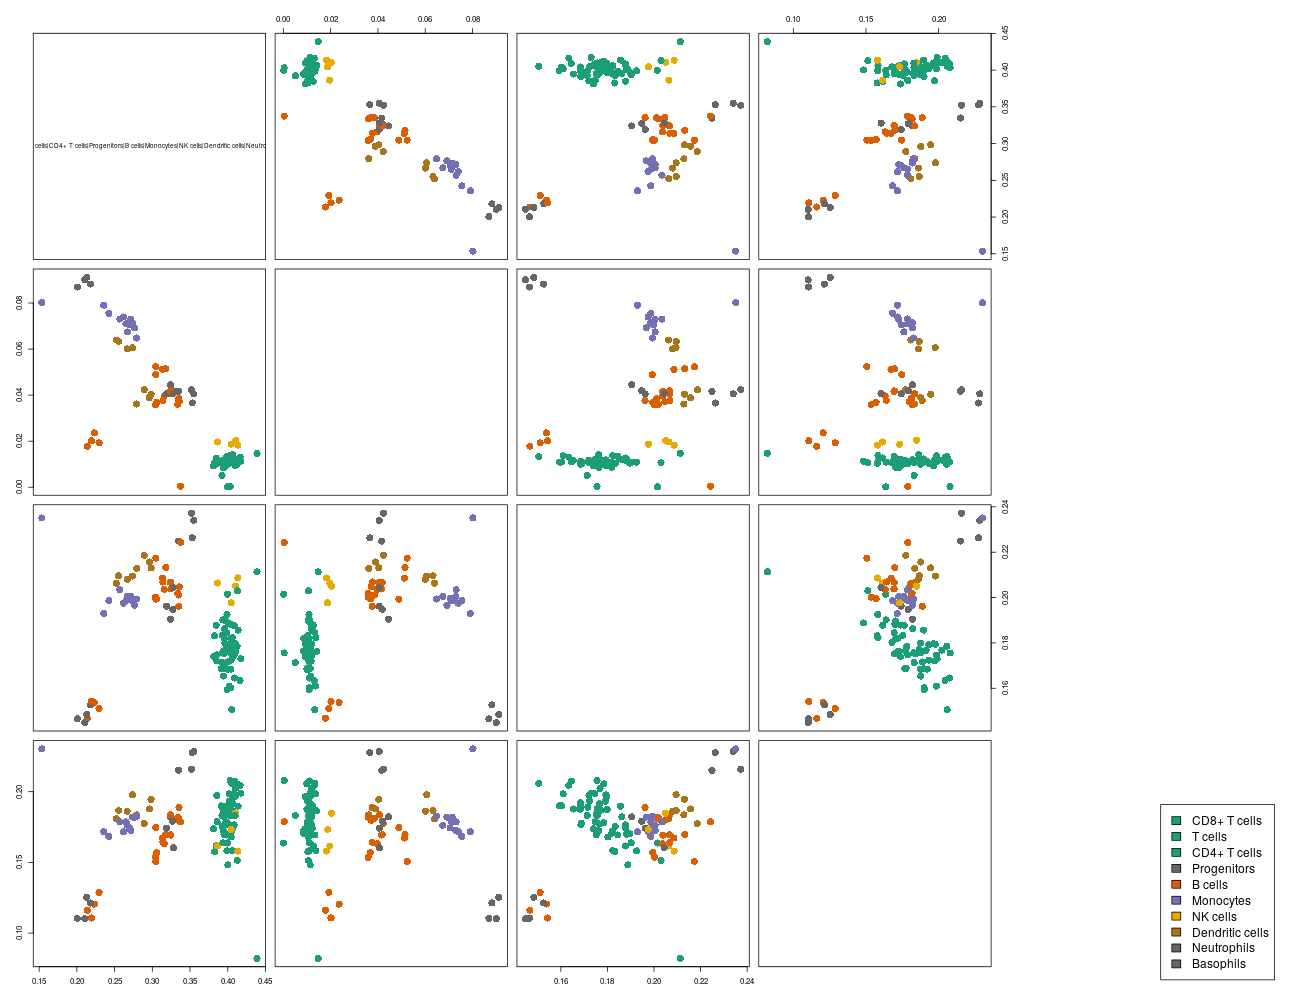 0.00 0.02 0.04 0.06 0.08
0.10 0.15 0.20
cells|CD4+ T cells|Progenitors|B cells|Monocytes|NK cells|Dendritic cells|Neutro
0.15 0.20 0.25 0.30 0.35 0.40 0.45
0.00 0.02 0.04 0.06 0.08
0.16 0.18 0.20 0.22 0.24
0.10 0.15 0.20
0.15 0.20 0.25 0.30 0.35 0.40 0.45
0.16 0.18 0.20 0.22 0.24
CD8+ T cells
T cells
CD4+ T cells
Progenitors
B cells
Monocytes
NK cells
Dendritic cells
Neutrophils
Basophils